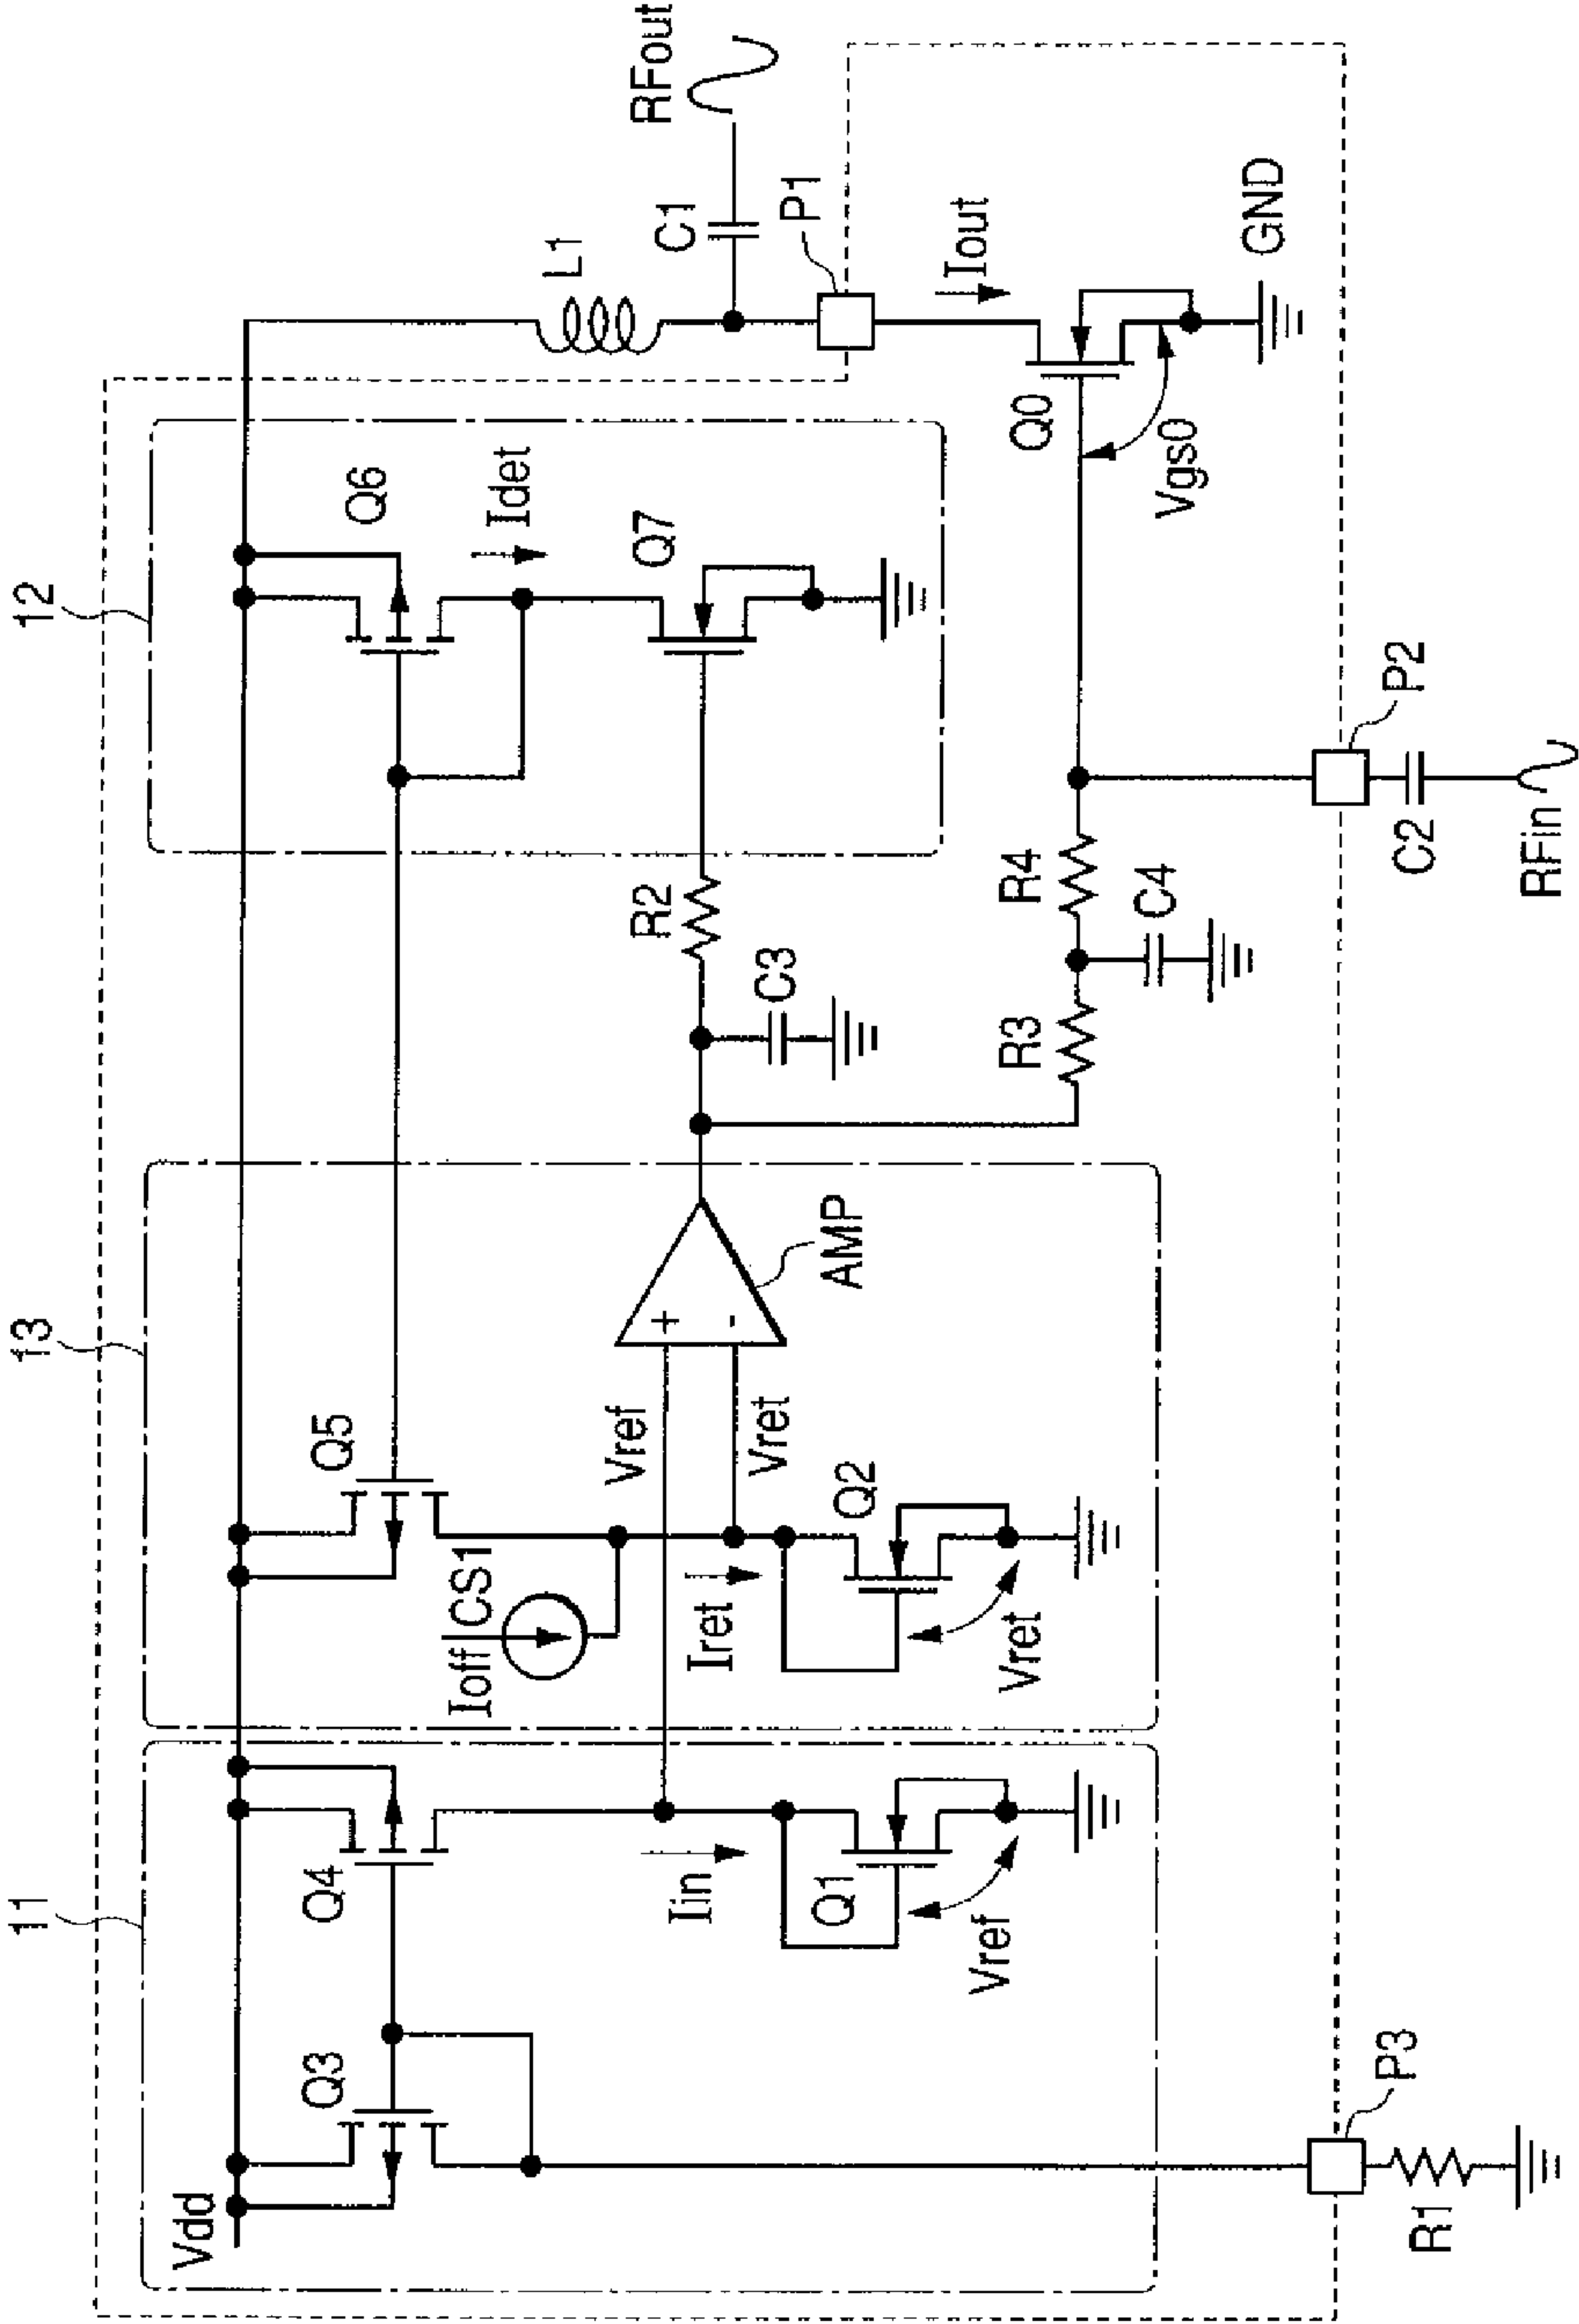 11
13
12
Vdd
Q3
Q4
Q5
Q6
L1
C1
RFout
P1
Ioff
CS1
Idet
Q7
Iin
Iret
Vref
Vret
+
-
AMP
R2
C3
Q1
Vref
Q2
Vret
Q0
Iout
Vgs0
GND
R3
R4
C4
P3
R1
P2
C2
RFin